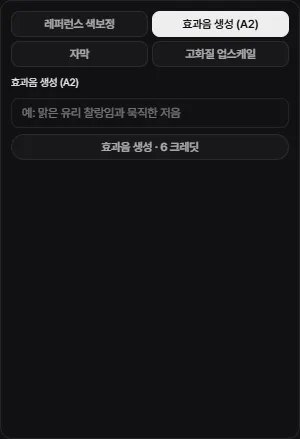 레퍼런스 색보정
효과음 생성 (A2)
자막
고화질 업스케일
효과음 생성 (A2)
예: 맑은 유리 찰랑임과 묵직한 저음
효과음 생성 · 6 크레딧